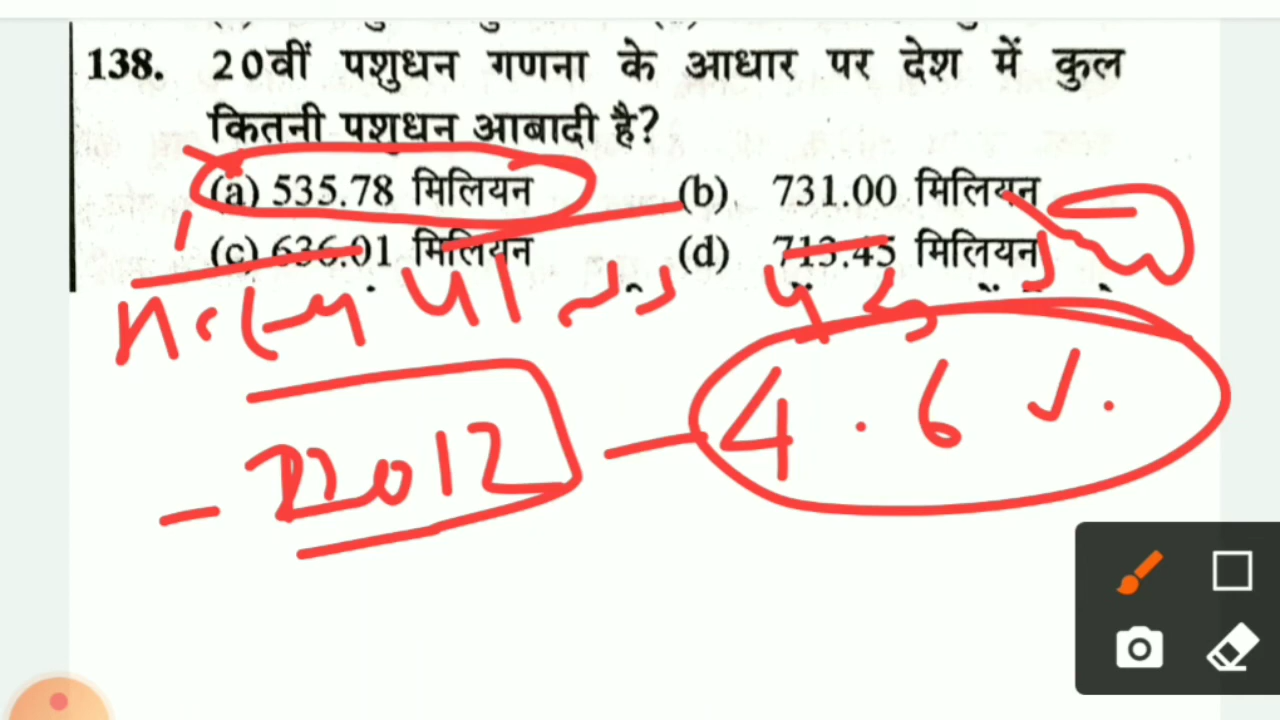 138. 20वीं पशुधन गणना के आधार पर देश में कुल
कितनी पशुधन आबादी है?
(a) 535.78 मिलियन (b) 731.00 मिलियन
(c) 636.01 मिलियन (d) 713.45 मिलियन
2012 - 4.6